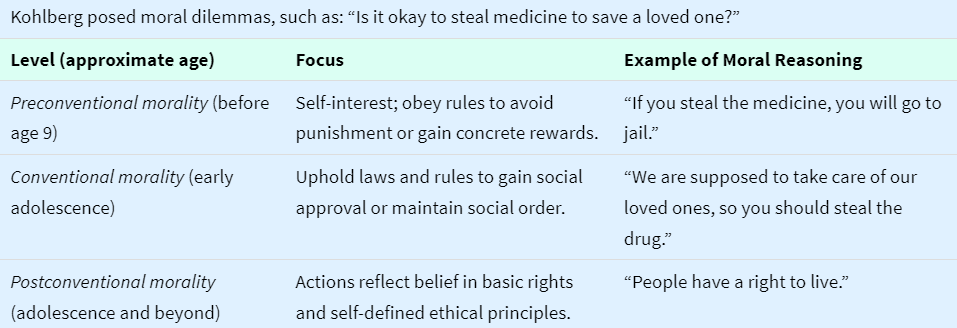 Kohlberg posed moral dilemmas, such as: “Is it okay to steal medicine to save a loved one?”
Level (approximate age) Focus Example of Moral Reasoning
Preconventional morality (before Self-interest; obey rules to avoid “If you steal the medicine, you will go to
age 9) punishment or gain concrete rewards. jail.”
Conventional morality (early Uphold laws and rules to gain social “We are supposed to take care of our
adolescence) approval or maintain social order. loved ones, so you should steal the
drug.”
Postconventional morality Actions reflect belief in basic rights “People have a right to live.”
(adolescence and beyond) and self-defined ethical principles.